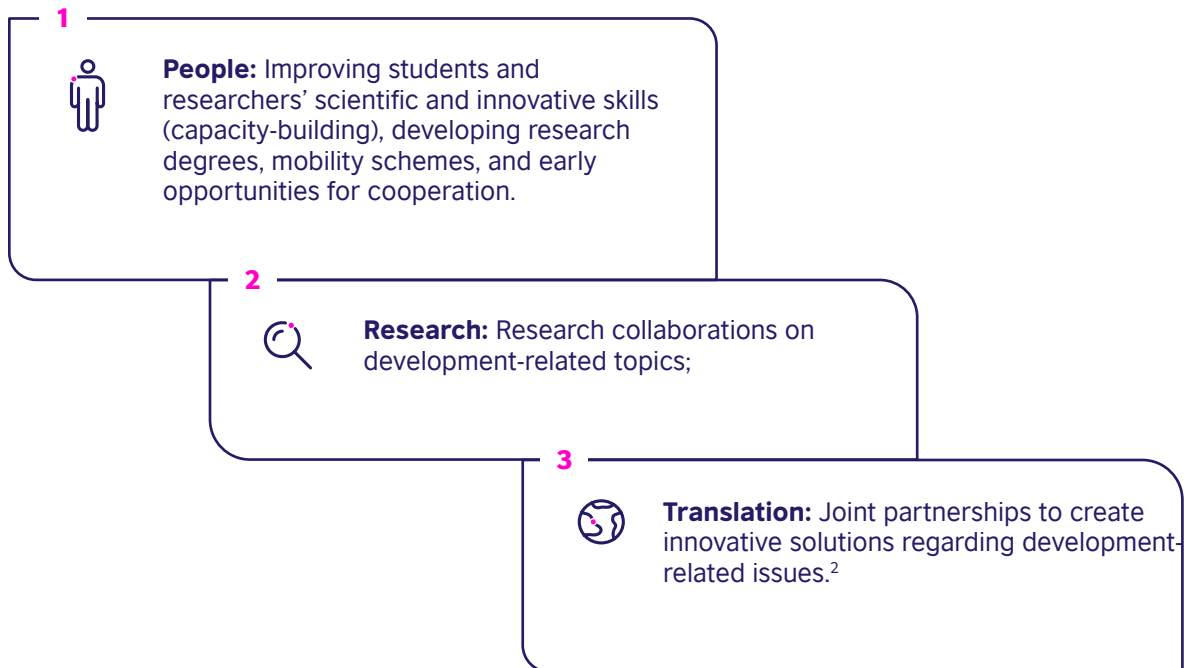 1
People: Improving students and
researchers’ scientific and innovative skills
(capacity-building), developing research
degrees, mobility schemes, and early
opportunities for cooperation.
2
Research: Research collaborations on
development-related topics;
3
Translation: Joint partnerships to create
innovative solutions regarding development-
related issues.²